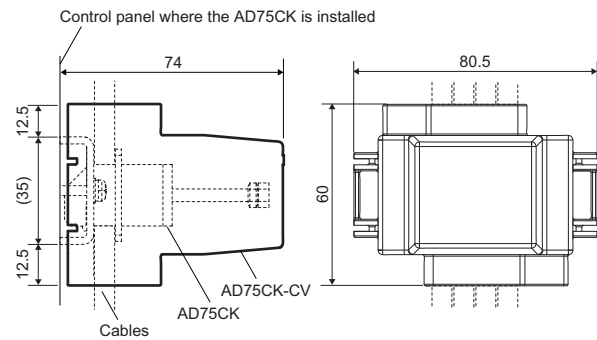 Control panel where the AD75CK is installed
74
80.5
12.5
(35)
12.5
60
AD75CK-CV
AD75CK
Cables